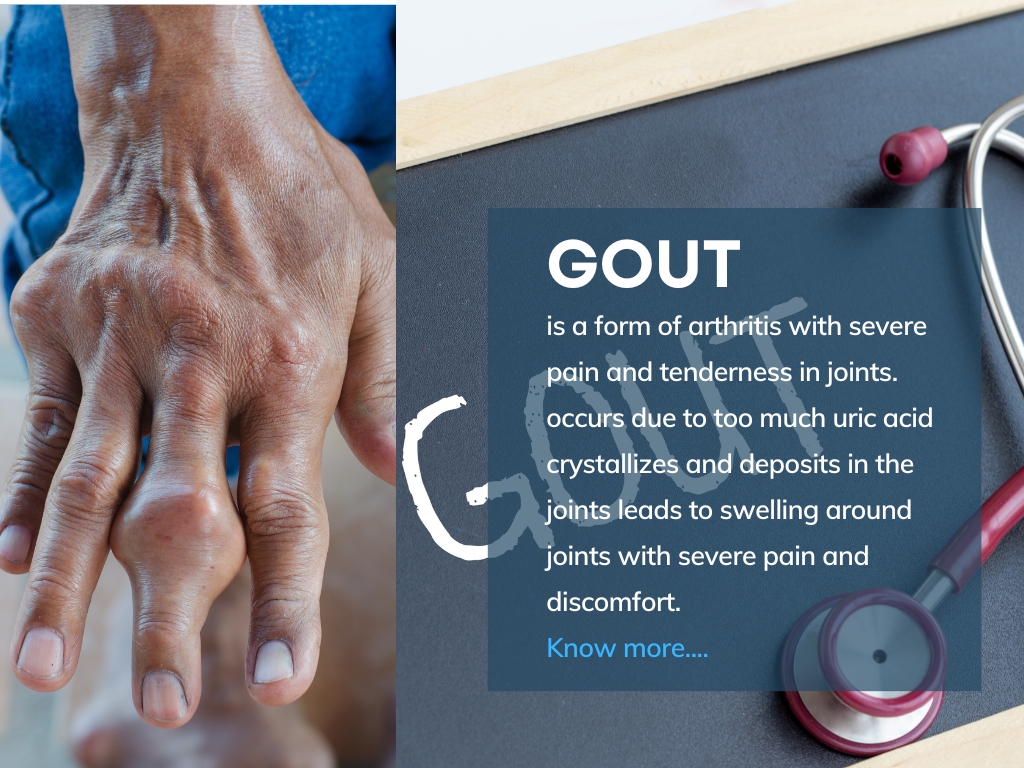 GOUT
is a form of arthritis with severe
pain and tenderness in joints.
occurs due to too much uric acid
crystallizes and deposits in the
joints leads to swelling around
joints with severe pain and
discomfort.
Know more....
GOUT